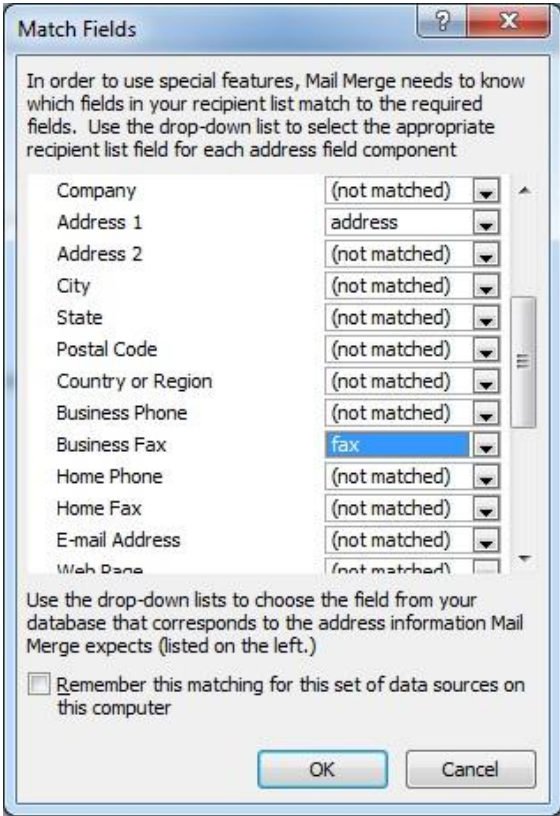 Match Fields
In order to use special features, Mail Merge needs to know
which fields in your recipient list match to the required
fields. Use the drop-down list to select the appropriate
recipient list field for each address field component
Company (not matched)
Address 1 address
Address 2 (not matched)
City (not matched)
State (not matched)
Postal Code (not matched)
Country or Region (not matched)
Business Phone (not matched)
Business Fax fax
Home Phone (not matched)
Home Fax (not matched)
E-mail Address (not matched)
Web Page (not matched)
Use the drop-down lists to choose the field from your
database that corresponds to the address information Mail
Merge expects (listed on the left.)
Remember this matching for this set of data sources on
this computer
OK Cancel